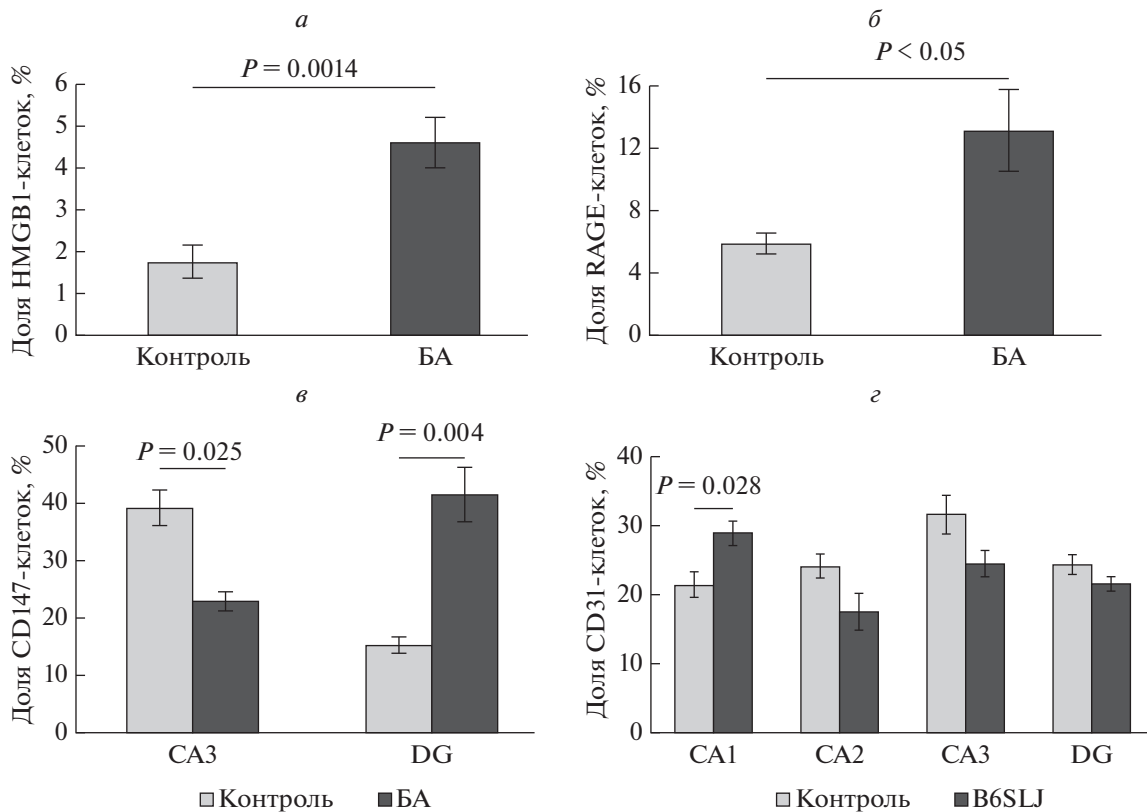 а
P = 0.0014
Доля HMGB1-клеток, %
7
6
5
4
3
2
1
0
Контроль БА
б
P < 0.05
Доля RAGE-клеток, %
16
12
8
4
0
Контроль БА
в
P = 0.025
P = 0.004
Доля CD147-клеток, %
50
40
30
20
10
0
CA3 DG
Контроль БА
г
P = 0.028
Доля CD31-клеток, %
40
30
20
10
0
CA1 CA2 CA3 DG
Контроль B6SLJ